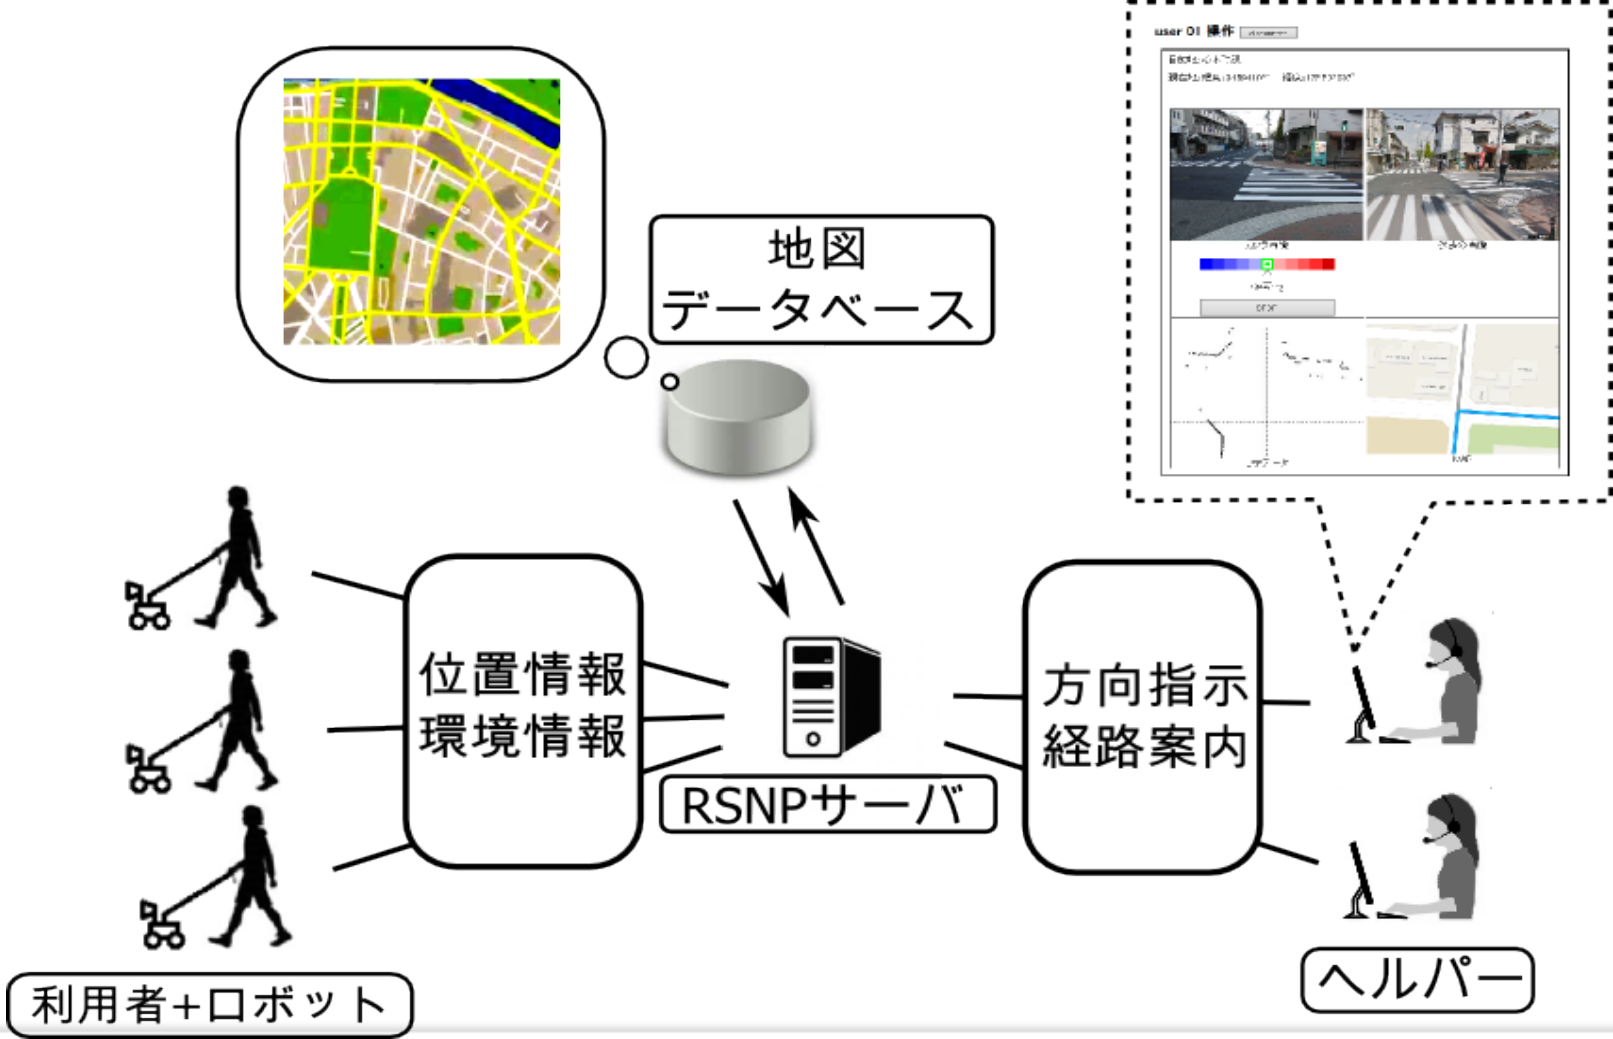 user 01 操作
地図
データベース
位置情報
環境情報
方向指示
経路案内
RSNPサーバ
利用者+ロボット
ヘルパー
STOP
MAP